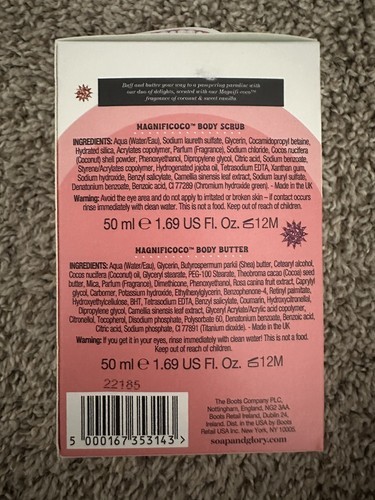 Buff and butter your way to a pampering paradise with
our duo of delights, scented with our Magnifi-coco™
fragrance of coconut & sweet vanilla
MAGNIFICOCO™ BODY SCRUB
INGREDIENTS: Aqua (Water/Eau), Sodium laureth sulfate, Glycerin, Cocamidopropyl betaine,
Hydrated silica, Acrylates copolymer, Parfum (Fragrance), Sodium chloride, Cocos nucifera
(Coconut) shell powder, Phenoxyethanol, Dipropylene glycol, Citric acid, Sodium benzoate,
Styrene/Acrylates copolymer, Hydrogenated jojoba oil, Tetrasodium EDTA, Xanthan gum,
Sodium hydroxide, Benzyl salicylate, Camellia sinensis leaf extract, Sodium lauryl sulfate,
Denatonium benzoate, Benzoic acid, CI 77289 (Chromium hydroxide green). - Made in the UK
Warning: Avoid the eye area and do not apply to irritated or broken skin – if contact occurs
rinse immediately with clean water. This is not a food. Keep out of reach of children.
50 ml ℮ 1.69 US Fl. Oz. 12M
MAGNIFICOCO™ BODY BUTTER
INGREDIENTS: Aqua (Water/Eau), Glycerin, Butyrospermum parkii (Shea) butter, Cetearyl alcohol,
Cocos nucifera (Coconut) oil, Glyceryl stearate, PEG-100 Stearate, Theobroma cacao (Cocoa) seed
butter, Mica, Parfum (Fragrance), Dimethicone, Phenoxyethanol, Rosa canina fruit extract, Caprylyl
glycol, Carbomer, Potassium hydroxide, Ethylhexylglycerin, Benzophenone-4, Retinyl palmitate,
Hydroxyethylcellulose, BHT, Tetrasodium EDTA, Benzyl salicylate, Coumarin, Hydroxycitronellal,
Dipropylene glycol, Camellia sinensis leaf extract, Glyceryl Acrylate/Acrylic acid copolymer,
Citronellol, Tocopherol, Disodium phosphate, Polysorbate 60, Denatonium benzoate, Benzoic acid,
Citric acid, Sodium phosphate, CI 77891 (Titanium dioxide). - Made in the UK
Warning: If you get it in your eyes, rinse immediately with clean water! This is not a food.
Keep out of reach of children.
50 ml ℮ 1.69 US Fl. Oz. 12M
22185
5 000167 353143 >
The Boots Company PLC,
Nottingham, England, NG2 3AA.
Boots Retail Ireland, Dublin 24,
Ireland. Dist. in the USA by Boots
Retail USA Inc. New York, NY 10005.
soapandglory.com